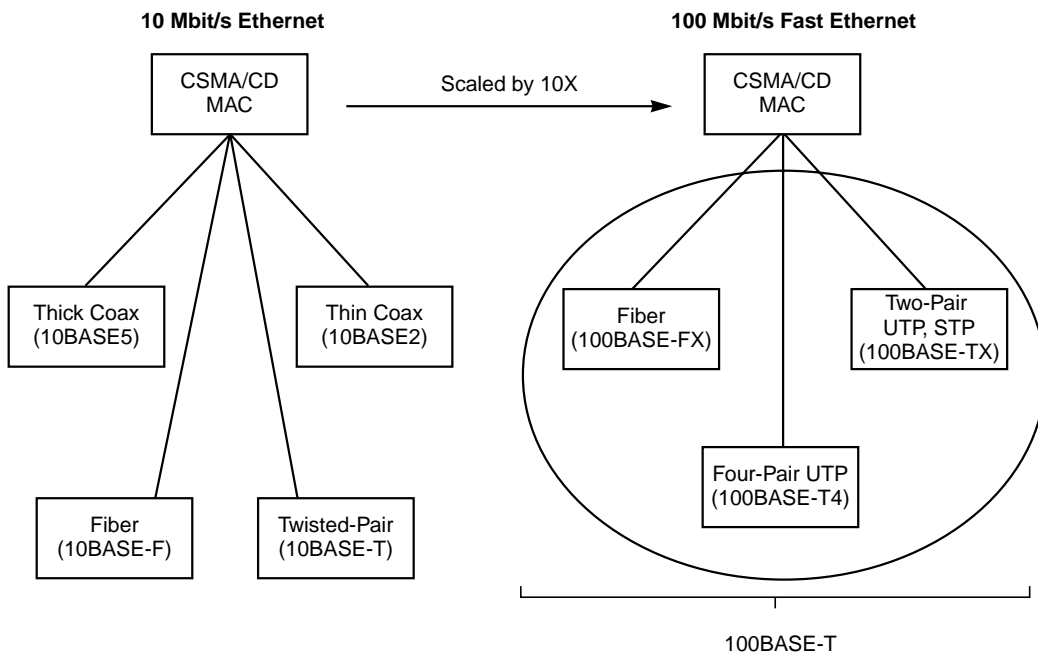 10 Mbit/s Ethernet
100 Mbit/s Fast Ethernet
CSMA/CD
MAC
Scaled by 10X
CSMA/CD
MAC
Thick Coax
(10BASE5)
Thin Coax
(10BASE2)
Fiber
(100BASE-FX)
Two-Pair
UTP, STP
(100BASE-TX)
Four-Pair UTP
(100BASE-T4)
Fiber
(10BASE-F)
Twisted-Pair
(10BASE-T)
100BASE-T